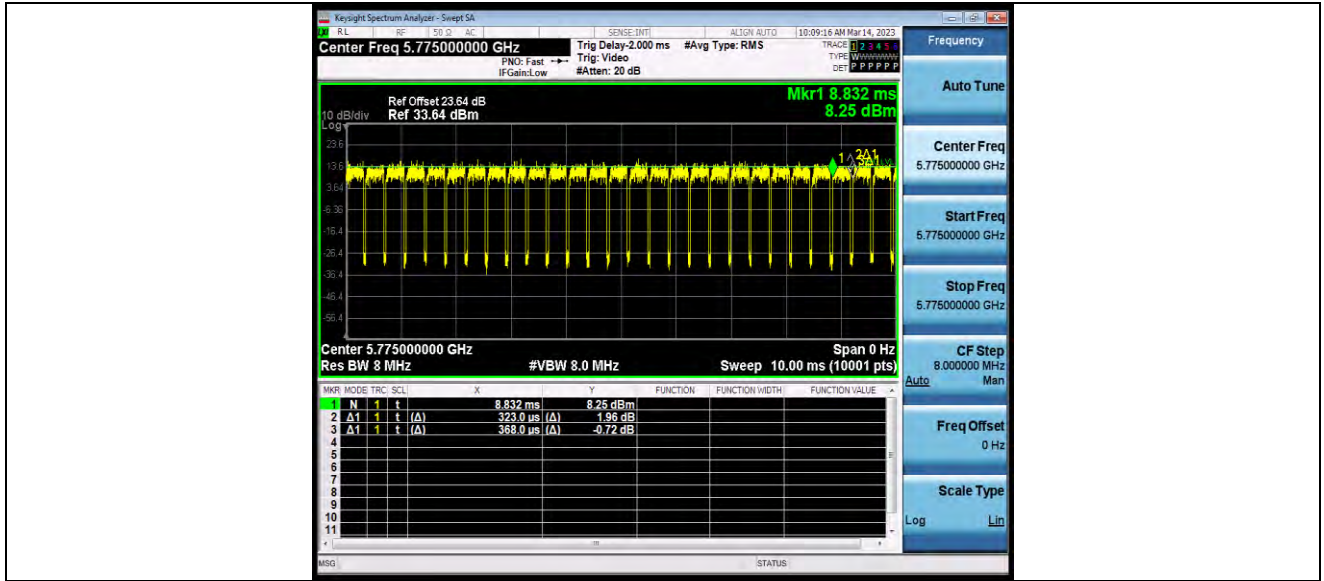 Keysight Spectrum Analyzer - Swept SA
RL RF 50 Ω AC SENSE:INT ALIGN AUTO 10:09:16 AM Mar 14, 2023
Center Freq 5.775000000 GHz
PNO: Fast
IFGain:Low
Trig Delay-2.000 ms
Trig: Video
#Atten: 20 dB
#Avg Type: RMS
TRACE 1 2 3 4 5 6
TYPE WWWWWW
DET P P P P P P
Mkr1 8.832 ms
8.25 dBm
Ref Offset 23.64 dB
10 dB/div Ref 33.64 dBm
Log
23.6
13.6
3.64
-6.36
-16.4
-26.4
-36.4
-46.4
-56.4
1 2Δ1
3Δ1
Center 5.775000000 GHz Span 0 Hz
Res BW 8 MHz #VBW 8.0 MHz Sweep 10.00 ms (10001 pts)
MKR MODE TRC SCL X Y FUNCTION FUNCTION WIDTH FUNCTION VALUE
1 N 1 t 8.832 ms 8.25 dBm
2 Δ1 1 t (Δ) 323.0 µs (Δ) 1.96 dB
3 Δ1 1 t (Δ) 368.0 µs (Δ) -0.72 dB
4
5
6
7
8
9
10
11
MSG STATUS
Frequency
Auto Tune
Center Freq
5.775000000 GHz
Start Freq
5.775000000 GHz
Stop Freq
5.775000000 GHz
CF Step
8.000000 MHz
Auto Man
Freq Offset
0 Hz
Scale Type
Log Lin